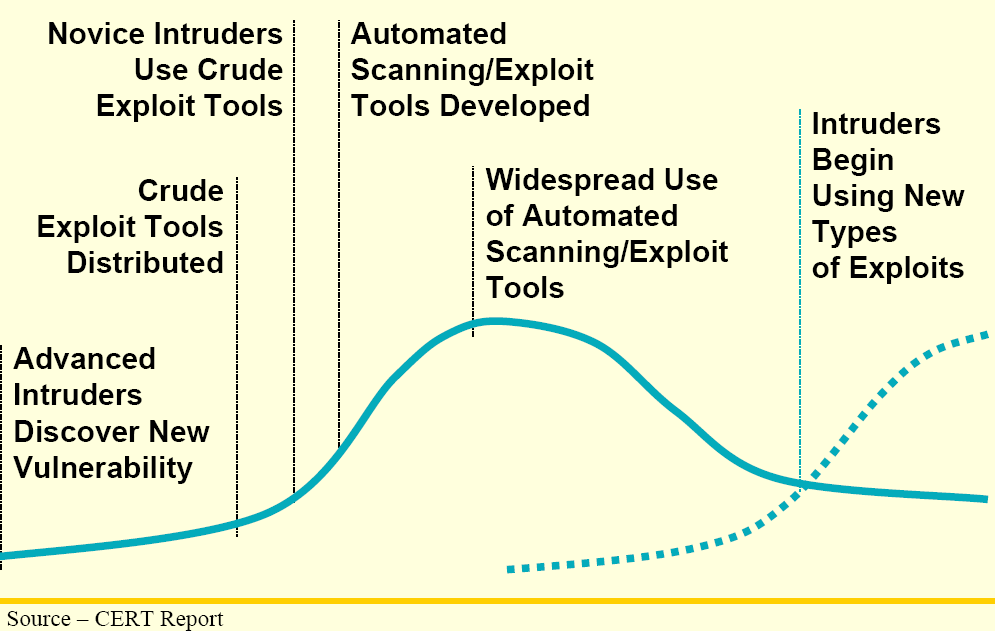 Novice Intruders
Use Crude
Exploit Tools
Automated
Scanning/Exploit
Tools Developed
Intruders
Begin
Using New
Types
of Exploits
Crude
Exploit Tools
Distributed
Widespread Use
of Automated
Scanning/Exploit
Tools
Advanced
Intruders
Discover New
Vulnerability
Source – CERT Report